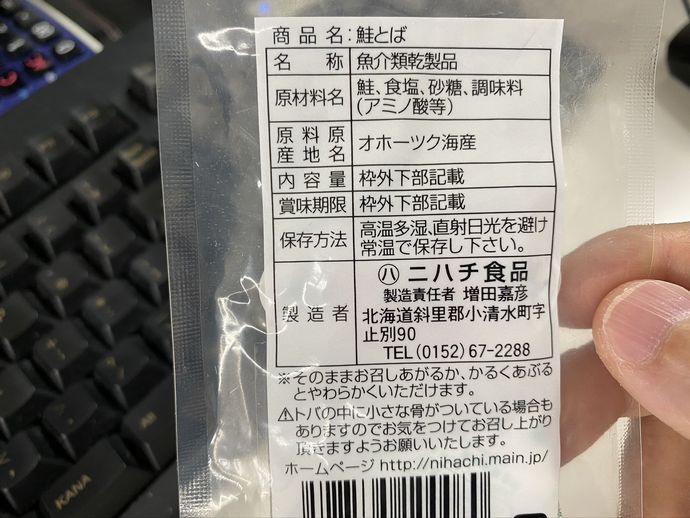 商品名:鮭とば
名称 魚介類乾製品
原材料名 鮭、食塩、砂糖、調味料
(アミノ酸等)
原料原産地名 オホーツク海産
内容量 枠外下部記載
賞味期限 枠外下部記載
保存方法 高温多湿、直射日光を避け
常温で保存し下さい。
製造者 ㋩ニハチ食品
製造責任者 増田嘉彦
北海道斜里郡小清水町字
止別90
TEL(0152)67-2288
※そのままお召しあがるか、かるくあぶる
とやわらかくいただけます。
⚠トバの中に小さな骨がついている場合も
ありますのでお気をつけてお召し上がり
頂きますようお願いいたします。
ホームページ http://nihachi.main.jp/
KANA
Alt